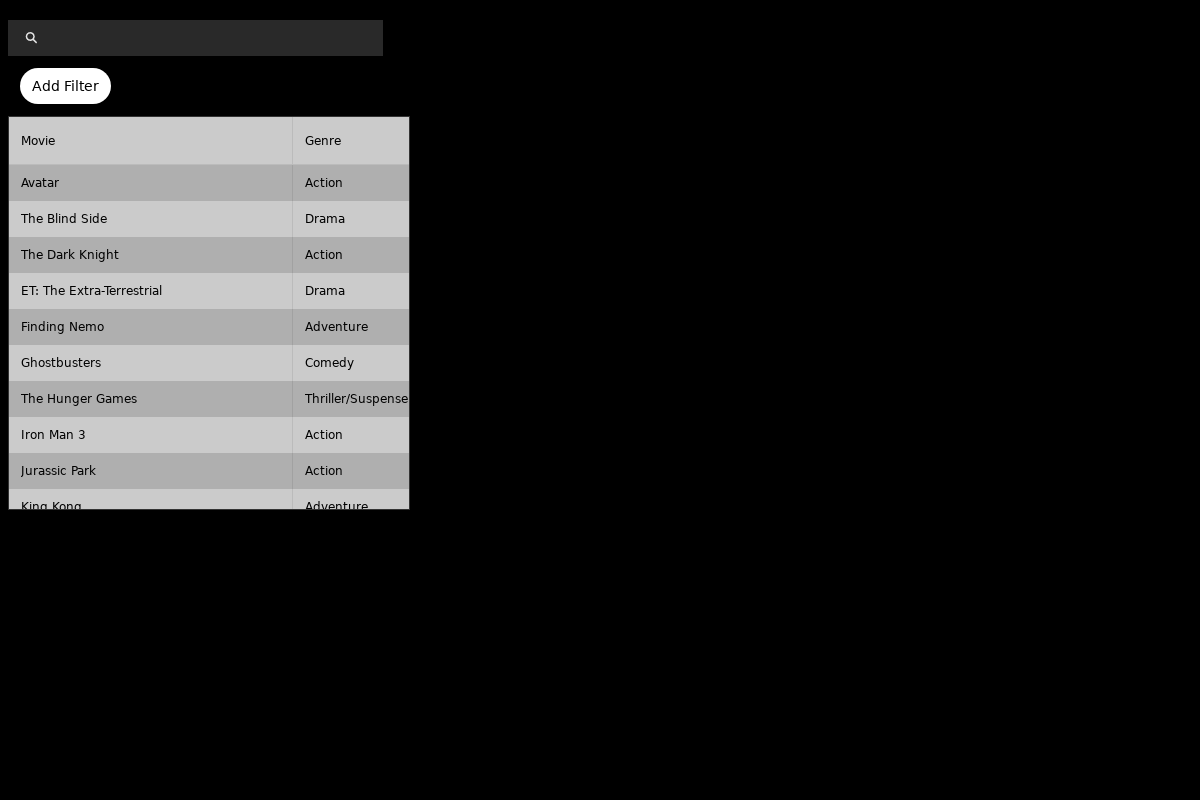 Add Filter
Movie Genre
Avatar Action
The Blind Side Drama
The Dark Knight Action
ET: The Extra-Terrestrial Drama
Finding Nemo Adventure
Ghostbusters Comedy
The Hunger Games Thriller/Suspense
Iron Man 3 Action
Jurassic Park Action
King Kong Adventure